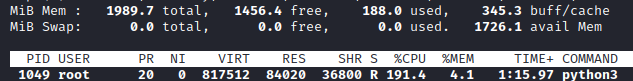 MiB Mem : 1989.7 total, 1456.4 free, 188.0 used, 345.3 buff/cache
MiB Swap: 0.0 total, 0.0 free, 0.0 used. 1726.1 avail Mem
PID USER PR NI VIRT RES SHR S %CPU %MEM TIME+ COMMAND
1049 root 20 0 817512 84020 36800 R 191.4 4.1 1:15.97 python3